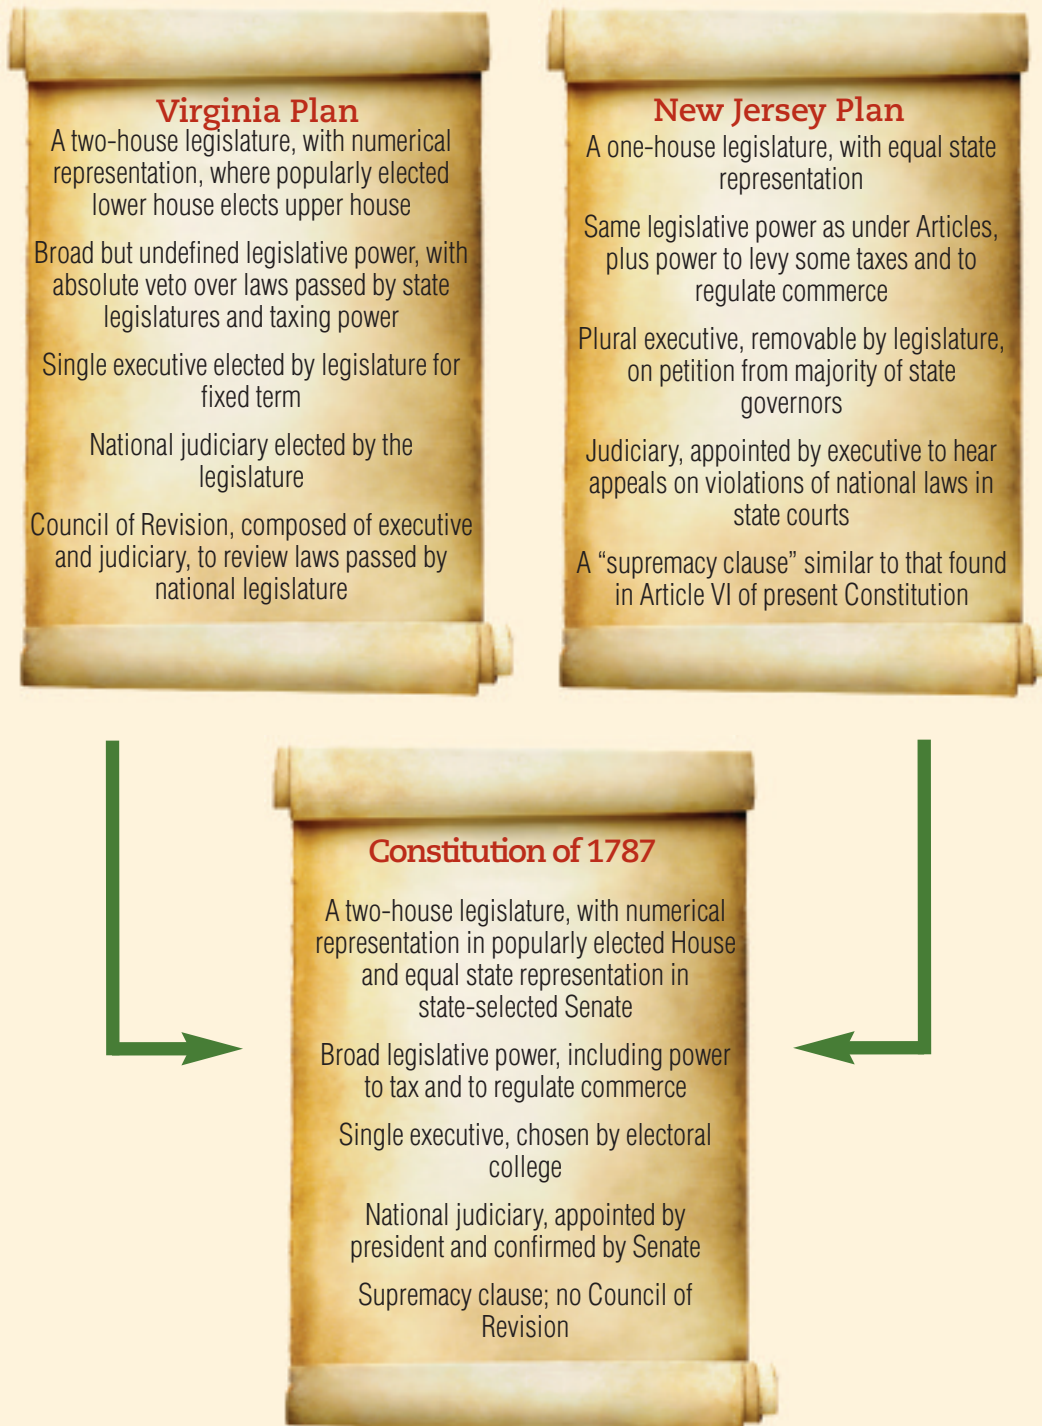 Virginia Plan
A two-house legislature, with numerical
representation, where popularly elected
lower house elects upper house
Broad but undefined legislative power, with
absolute veto over laws passed by state
legislatures and taxing power
Single executive elected by legislature for
fixed term
National judiciary elected by the
legislature
Council of Revision, composed of executive
and judiciary, to review laws passed by
national legislature
New Jersey Plan
A one-house legislature, with equal state
representation
Same legislative power as under Articles,
plus power to levy some taxes and to
regulate commerce
Plural executive, removable by legislature,
on petition from majority of state
governors
Judiciary, appointed by executive to hear
appeals on violations of national laws in
state courts
A “supremacy clause” similar to that found
in Article VI of present Constitution
Constitution of 1787
A two-house legislature, with numerical
representation in popularly elected House
and equal state representation in
state-selected Senate
Broad legislative power, including power
to tax and to regulate commerce
Single executive, chosen by electoral
college
National judiciary, appointed by
president and confirmed by Senate
Supremacy clause; no Council of
Revision